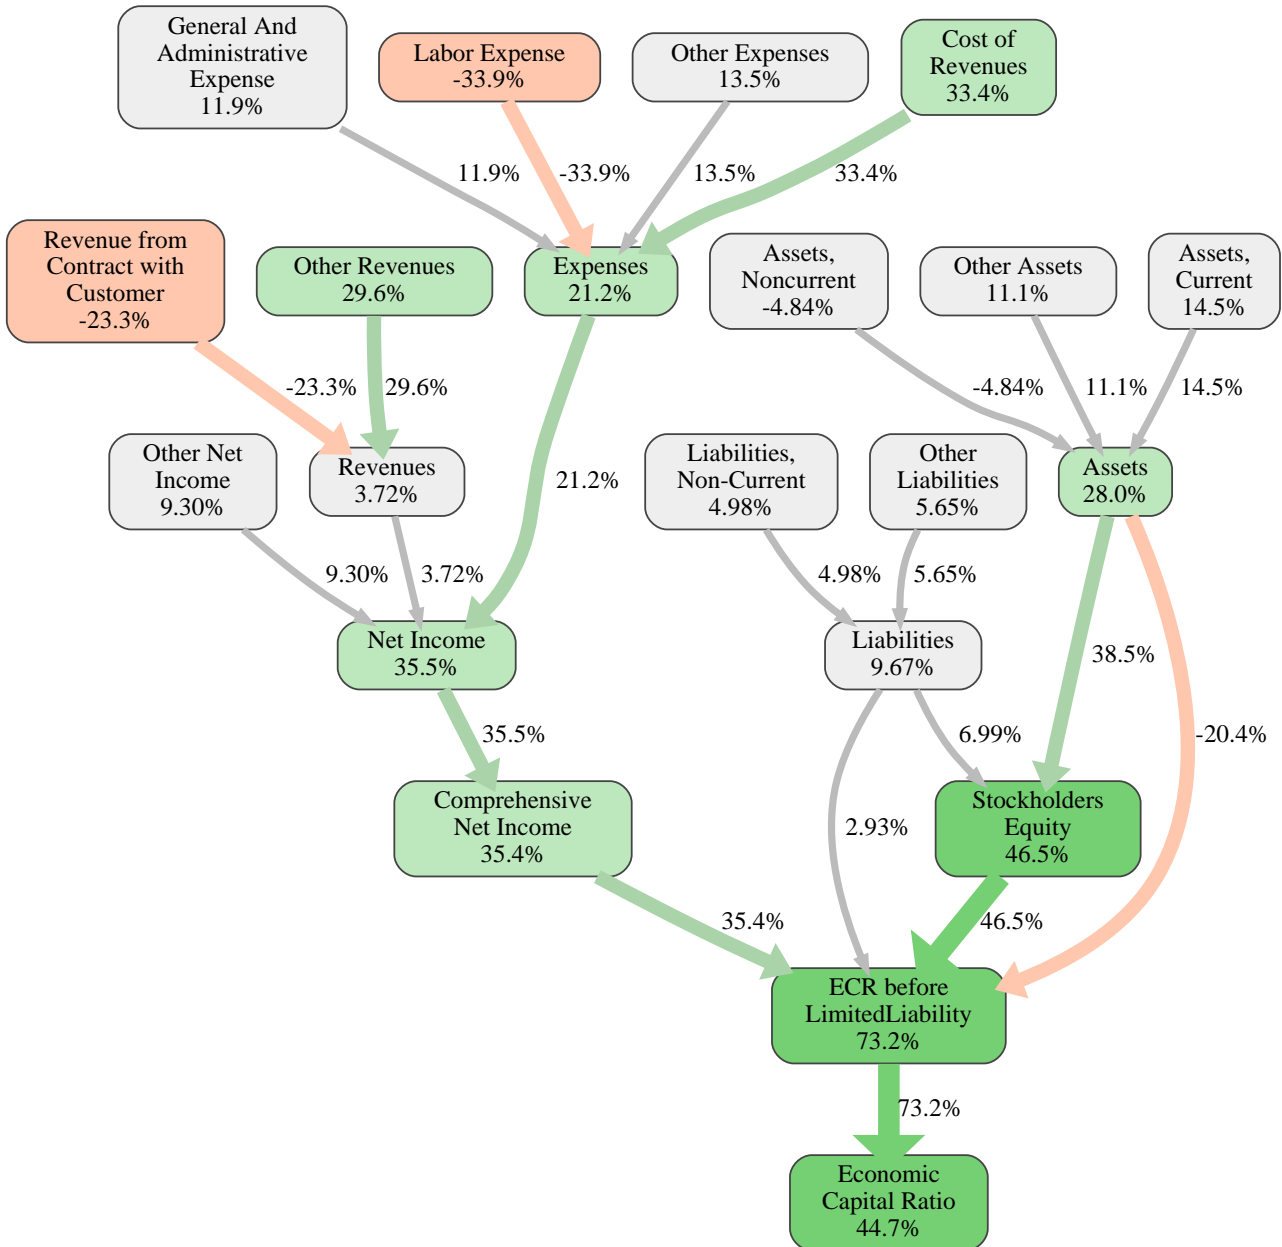 General And
Administrative
Expense
11.9%
Labor Expense
-33.9%
Other Expenses
13.5%
Cost of
Revenues
33.4%
11.9%
-33.9%
13.5%
33.4%
Revenue from
Contract with
Customer
-23.3%
Other Revenues
29.6%
Expenses
21.2%
Assets,
Noncurrent
-4.84%
Other Assets
11.1%
Assets,
Current
14.5%
-23.3%
29.6%
-4.84%
11.1%
14.5%
Other Net
Income
9.30%
Revenues
3.72%
21.2%
Liabilities,
Non-Current
4.98%
Other
Liabilities
5.65%
Assets
28.0%
9.30%
3.72%
4.98%
5.65%
Net Income
35.5%
Liabilities
9.67%
38.5%
35.5%
6.99%
-20.4%
Comprehensive
Net Income
35.4%
2.93%
Stockholders
Equity
46.5%
35.4%
46.5%
ECR before
LimitedLiability
73.2%
73.2%
Economic
Capital Ratio
44.7%